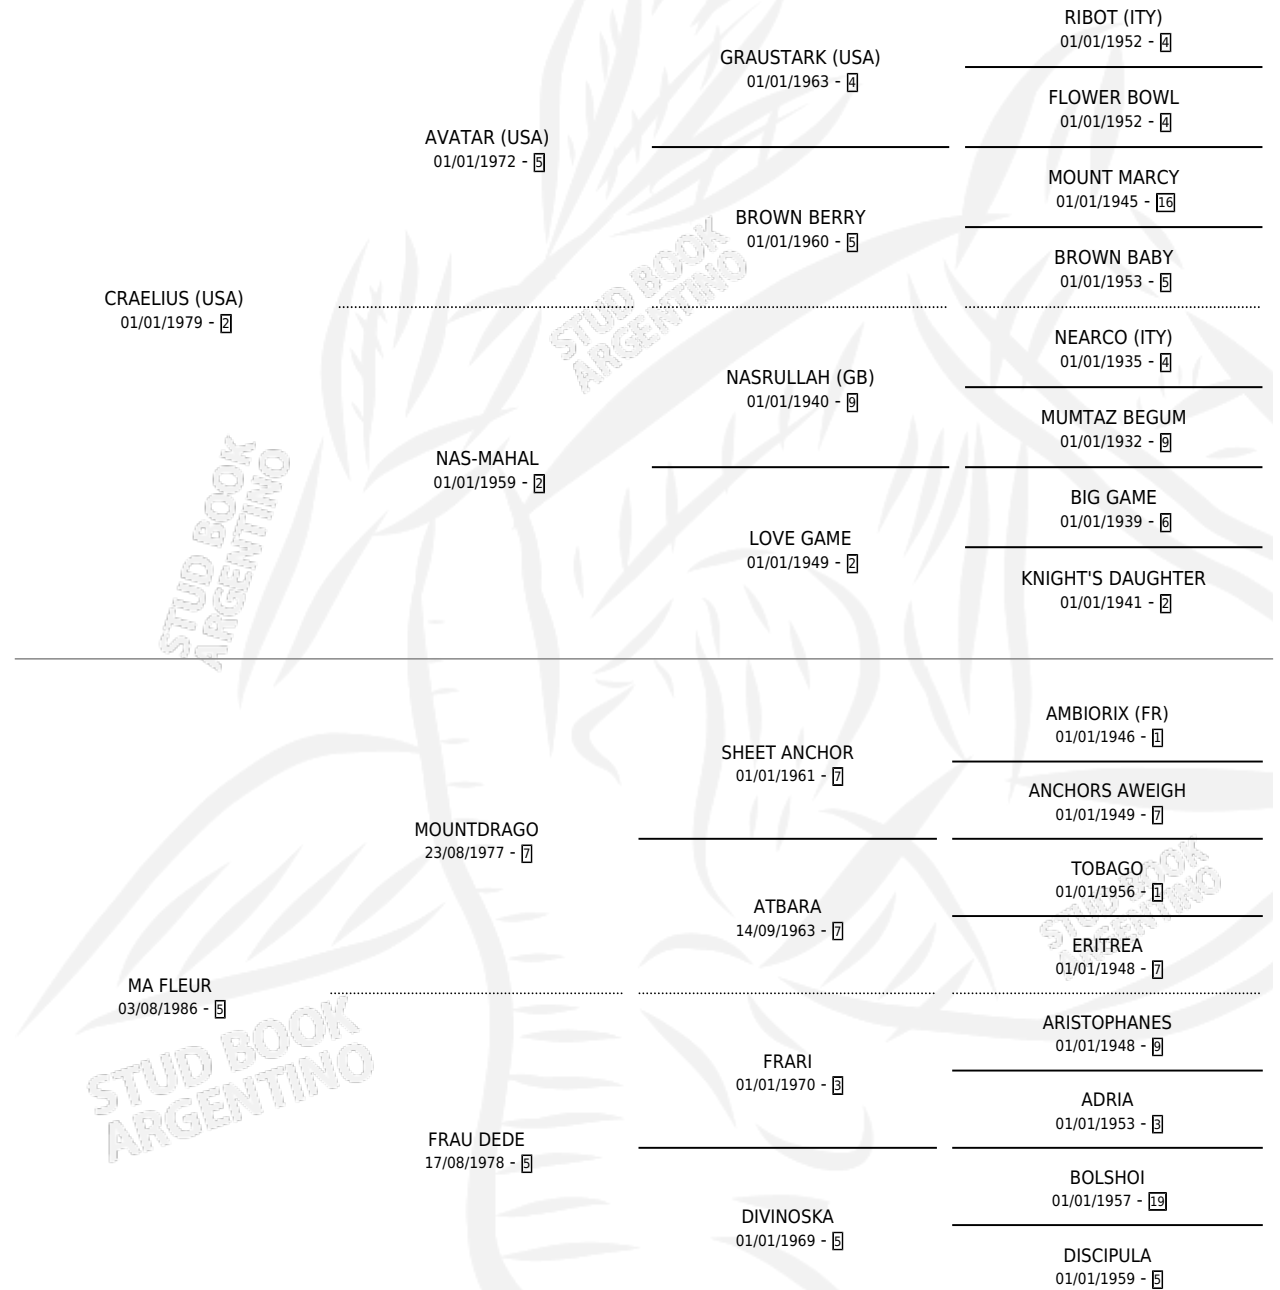 RIBOT (ITY)
01/01/1952 - 4
GRAUSTARK (USA)
01/01/1963 - 4
FLOWER BOWL
01/01/1952 - 4
AVATAR (USA)
01/01/1972 - 5
MOUNT MARCY
01/01/1945 - 16
BROWN BERRY
01/01/1960 - 5
BROWN BABY
01/01/1953 - 5
CRAELIUS (USA)
01/01/1979 - 2
NEARCO (ITY)
01/01/1935 - 4
NASRULLAH (GB)
01/01/1940 - 9
MUMTAZ BEGUM
01/01/1932 - 9
NAS-MAHAL
01/01/1959 - 2
BIG GAME
01/01/1939 - 6
LOVE GAME
01/01/1949 - 2
KNIGHT'S DAUGHTER
01/01/1941 - 2
STUD BOOK
ARGENTINO
STUD BOOK
ARGENTINO
AMBIORIX (FR)
01/01/1946 - 1
SHEET ANCHOR
01/01/1961 - 7
ANCHORS AWEIGH
01/01/1949 - 7
MOUNTDRAGO
23/08/1977 - 7
TOBAGO
01/01/1956 - 1
ATBARA
14/09/1963 - 7
ERITREA
01/01/1948 - 7
STUD BOOK
ARGENTINO
MA FLEUR
03/08/1986 - 5
ARISTOPHANES
01/01/1948 - 9
FRARI
01/01/1970 - 3
ADRIA
01/01/1953 - 3
FRAU DEDE
17/08/1978 - 5
BOLSHOI
01/01/1957 - 19
DIVINOSKA
01/01/1969 - 5
DISCIPULA
01/01/1959 - 5
STUD BOOK
ARGENTINO